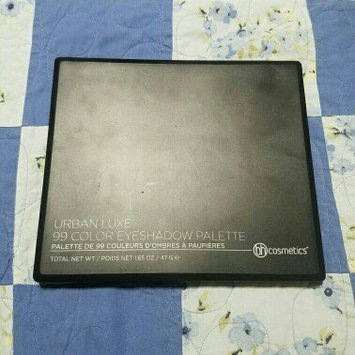 URBAN LUXE
99 COLOR EYESHADOW PALETTE
PALETTE DE 99 COULEURS D'OMBRES À PAUPIÈRES
TOTAL NET WT / POIDS NET 1.65 OZ / 47 G ℮
bh cosmetics®